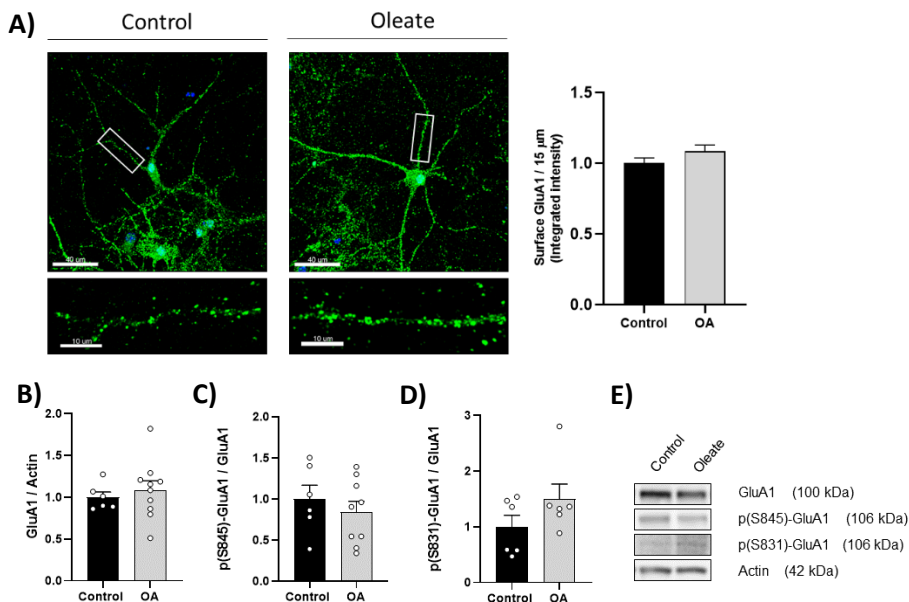 A)
Control
Oleate
40 um
40 um
10 um
10 um
Surface GluA1 / 15 µm
(Integrated intensity)
1.5
1.0
0.5
0.0
Control OA
B)
GluA1 / Actin
2.0
1.5
1.0
0.5
0.0
Control OA
C)
p(S845)-GluA1 / GluA1
2.0
1.5
1.0
0.5
0.0
Control OA
D)
p(S831)-GluA1 / GluA1
3
2
1
0
Control OA
E)
Control Oleate
GluA1 (100 kDa)
p(S845)-GluA1 (106 kDa)
p(S831)-GluA1 (106 kDa)
Actin (42 kDa)